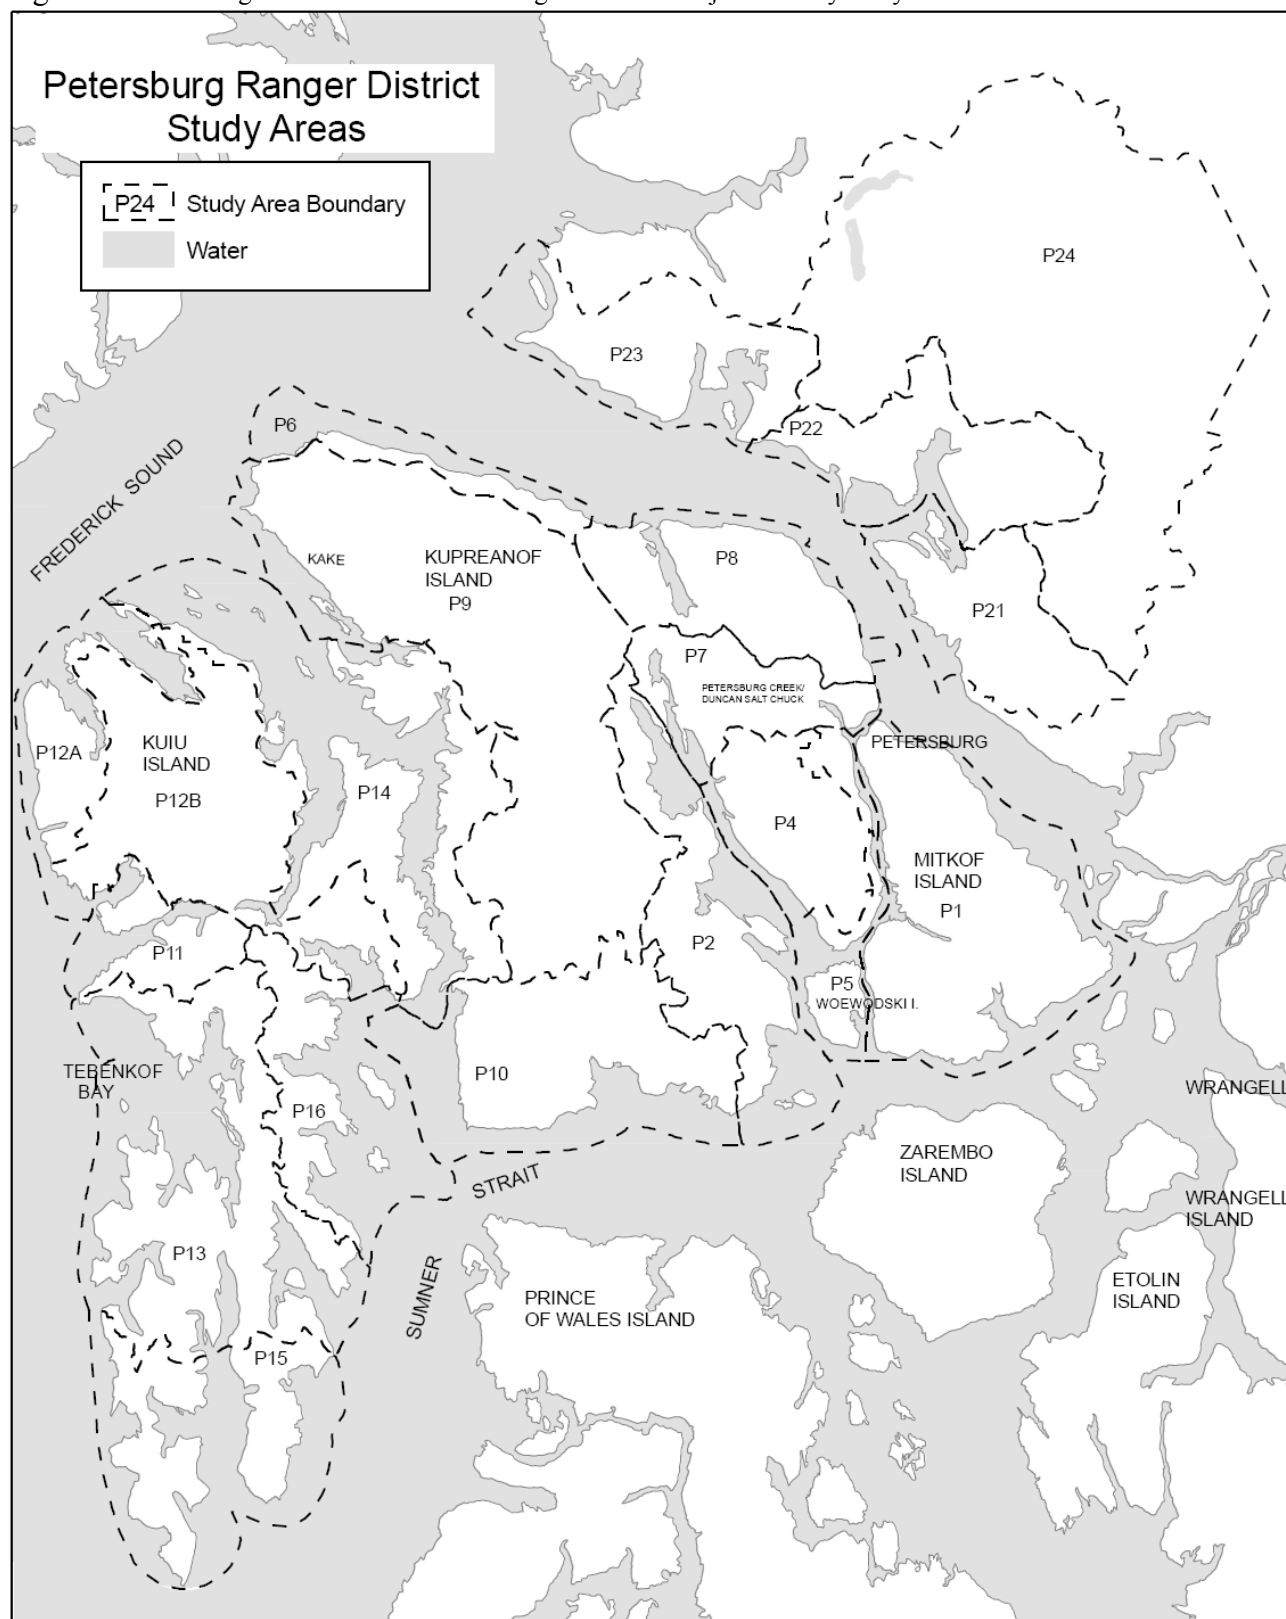 Petersburg Ranger District
Study Areas
P24 Study Area Boundary
Water
P24
P23
P6
P22
FREDERICK SOUND
KAKE
KUPREANOF
ISLAND
P9
P8
P21
P7
PETERSBURG CREEK/
DUNCAN SALT CHUCK
PETERSBURG
P12A
KUIU
ISLAND
P12B
P14
P4
MITKOF
ISLAND
P1
P2
P11
P5
WOEWODSKI I.
TEBENKOF
BAY
P10
P16
WRANGELL
ZAREMBO
ISLAND
STRAIT
WRANGELL
ISLAND
P13
SUMNER
PRINCE
OF WALES ISLAND
ETOLIN
ISLAND
P15